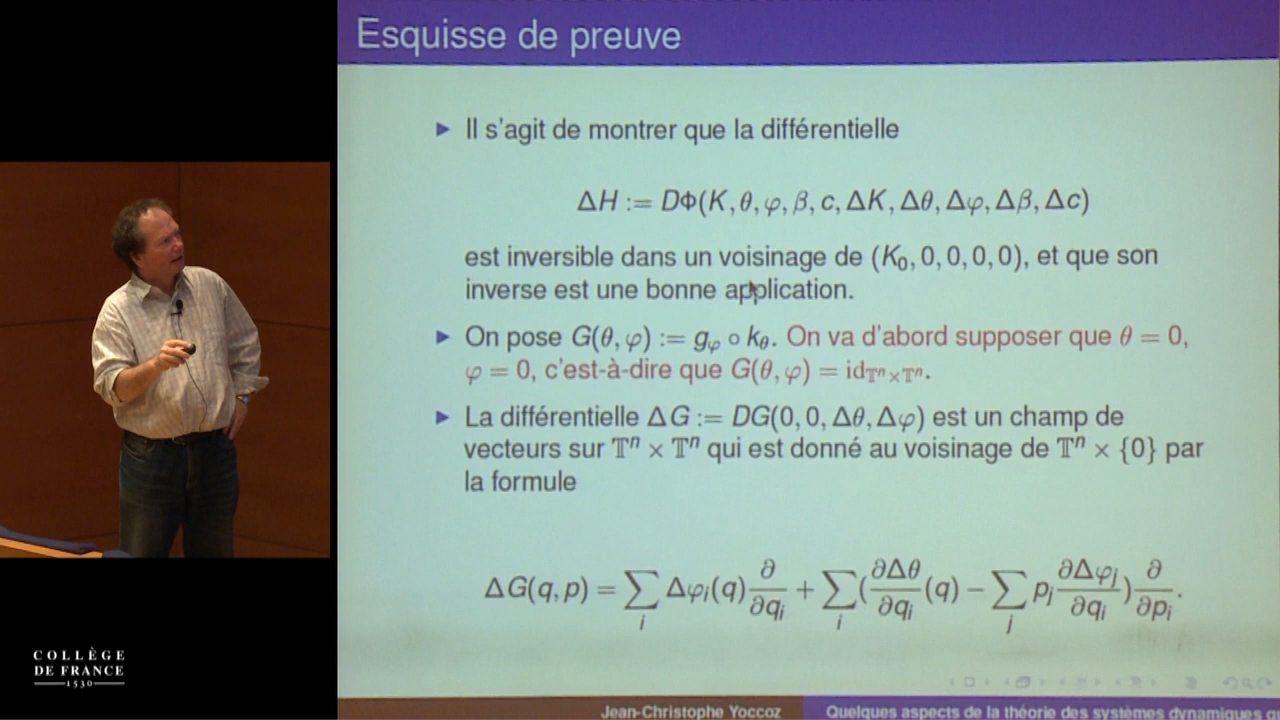 Esquisse de preuve
Il s'agit de montrer que la différentielle
ΔH := DΦ(K, θ, φ, β, c, ΔK, Δθ, Δφ, Δβ, Δc)
est inversible dans un voisinage de (K₀, 0, 0, 0, 0), et que son
inverse est une bonne application.
On pose G(θ, φ) := g_φ ∘ k_θ. On va d'abord supposer que θ = 0,
φ = 0, c'est-à-dire que G(θ, φ) = id_{𝕋ⁿ×𝕋ⁿ}.
La différentielle ΔG := DG(0, 0, Δθ, Δφ) est un champ de
vecteurs sur 𝕋ⁿ × 𝕋ⁿ qui est donné au voisinage de 𝕋ⁿ × {0} par
la formule
ΔG(q, p) = ∑_i Δφ_i(q) ∂/∂q_i + ∑_i (∂Δθ/∂q_i (q) − ∑_j p_j ∂Δφ_j/∂q_i) ∂/∂p_i.
COLLÈGE
DE FRANCE
1530
Jean-Christophe Yoccoz
Quelques aspects de la théorie des systèmes dynamiques